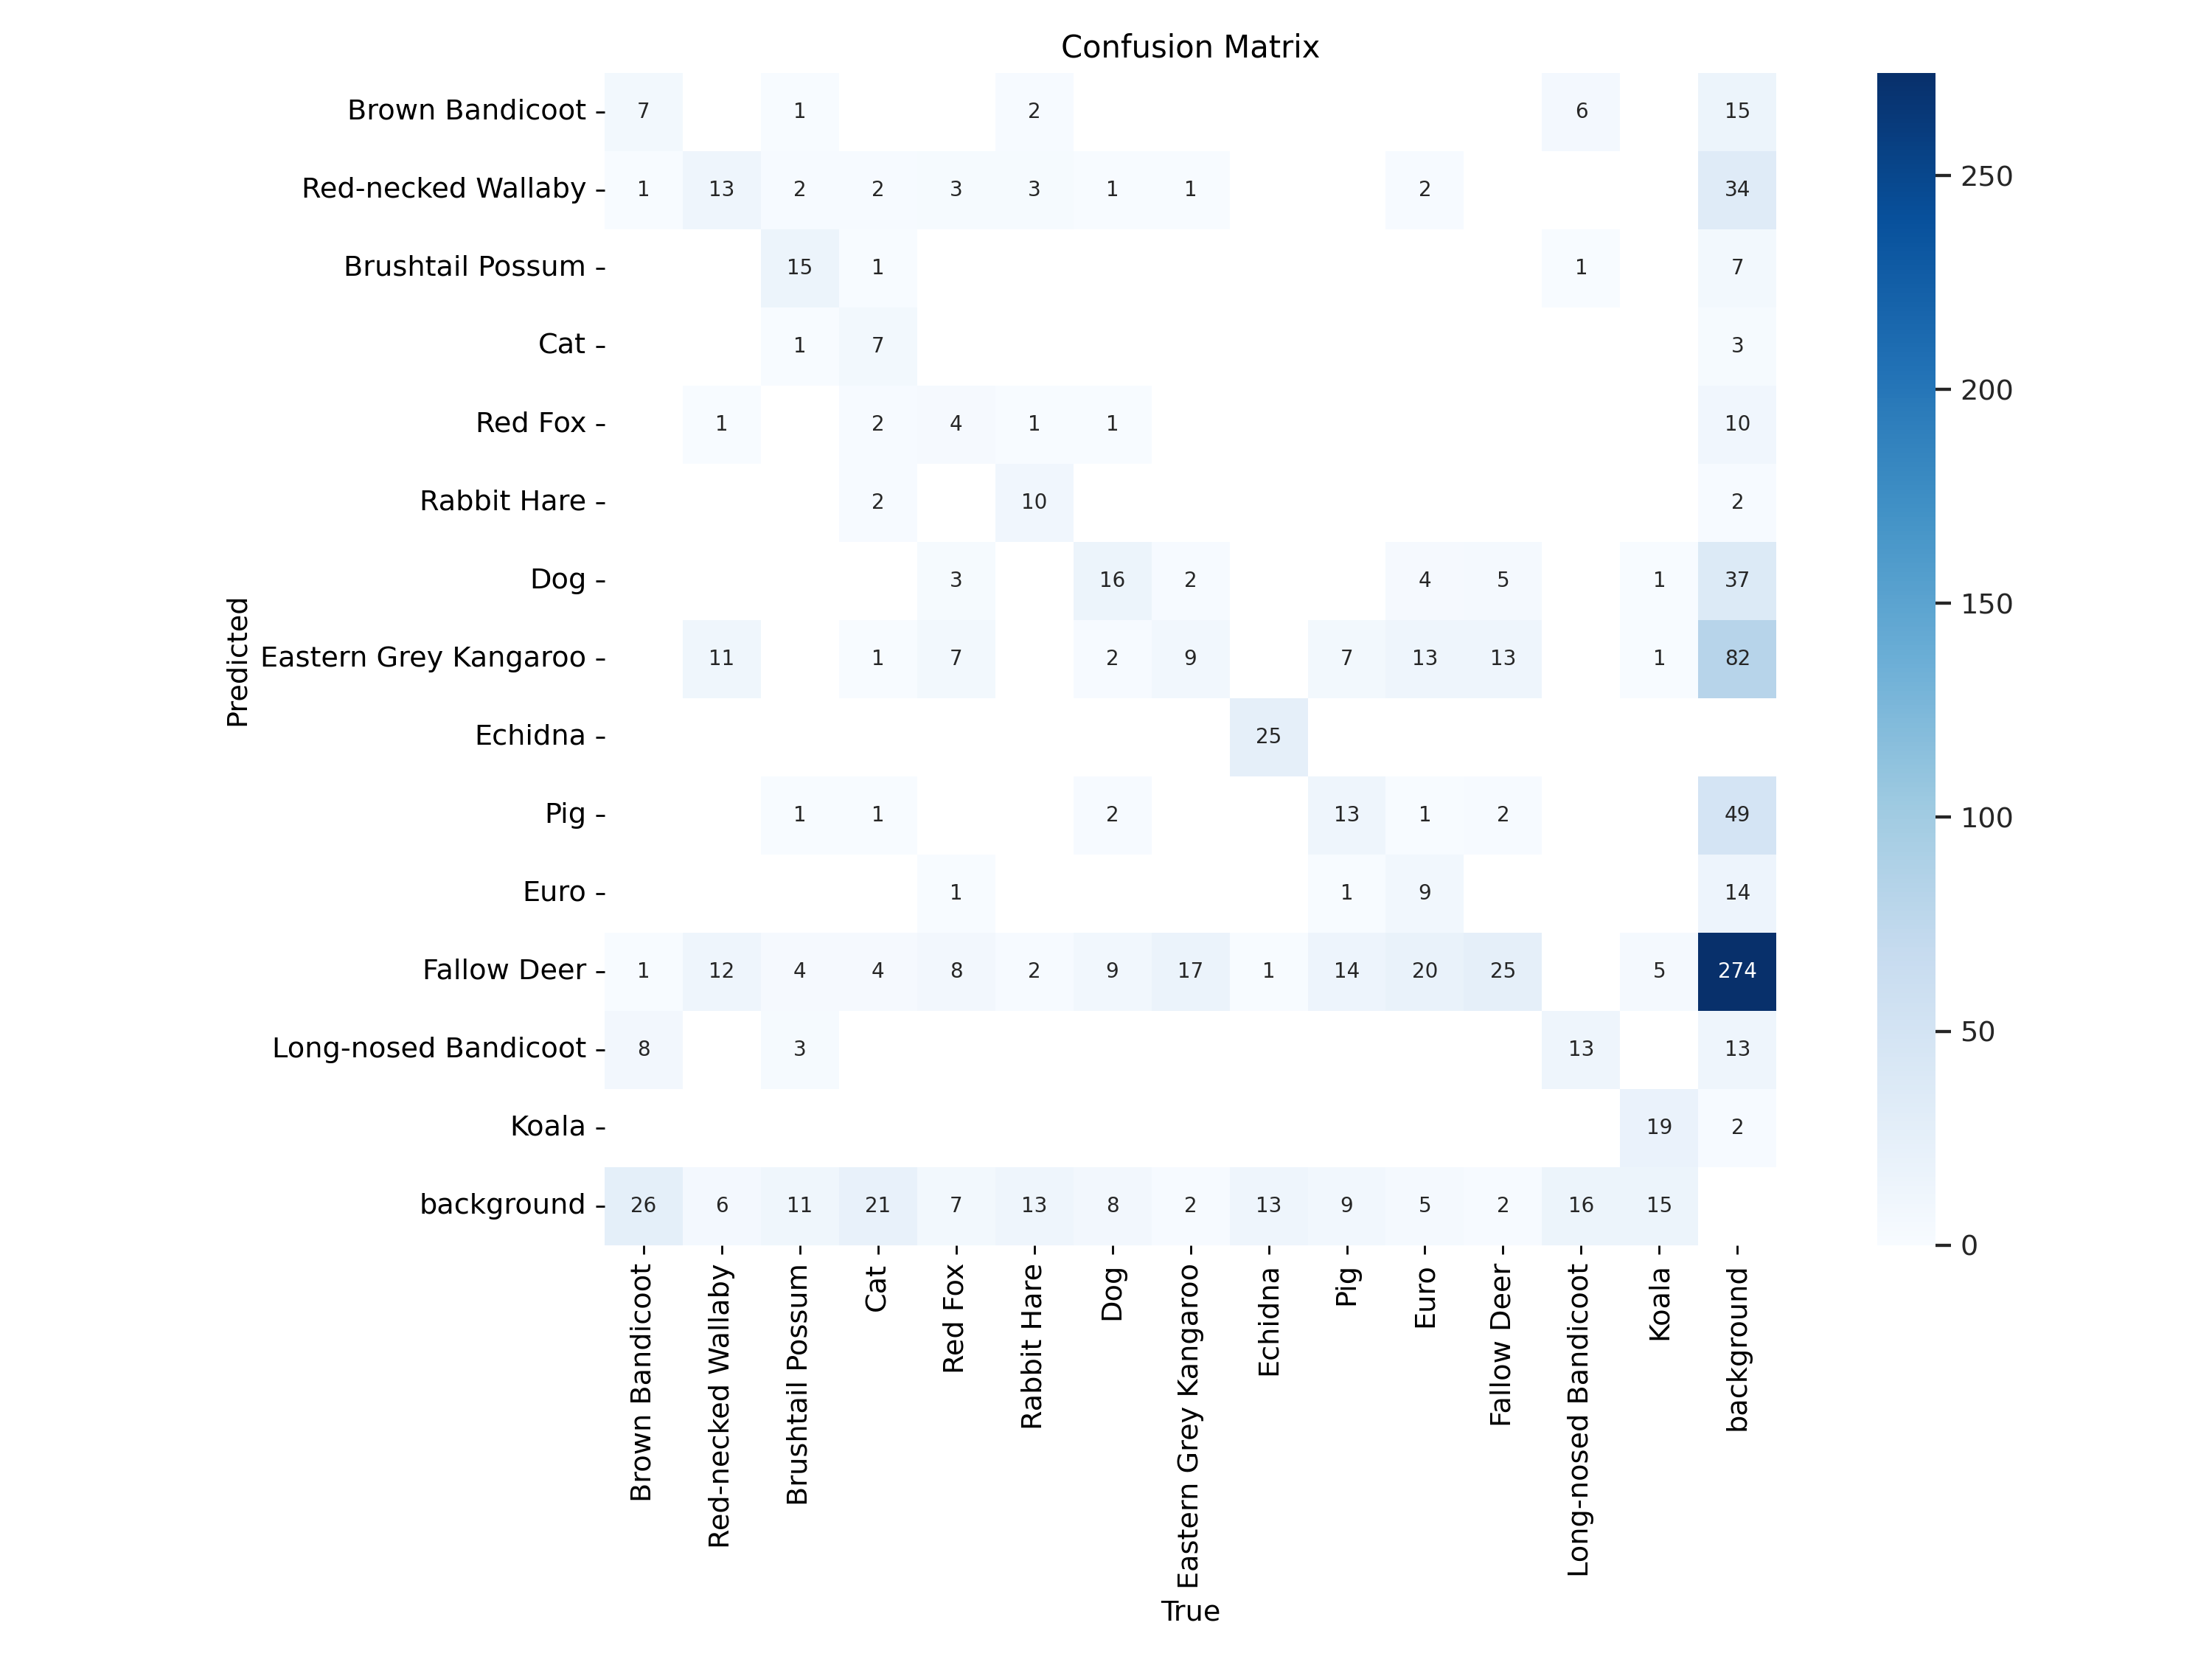 Confusion Matrix
Brown Bandicoot 7 1 2 6 15
Red-necked Wallaby 1 13 2 2 3 3 1 1 2 34
Brushtail Possum 15 1 1 7
Cat 1 7 3
Red Fox 1 2 4 1 1 10
Rabbit Hare 2 10 2
Dog 3 16 2 4 5 1 37
Eastern Grey Kangaroo 11 1 7 2 9 7 13 13 1 82
Echidna 25
Pig 1 1 2 13 1 2 49
Euro 1 1 9 14
Fallow Deer 1 12 4 4 8 2 9 17 1 14 20 25 5 274
Long-nosed Bandicoot 8 3 13 13
Koala 19 2
background 26 6 11 21 7 13 8 2 13 9 5 2 16 15
Predicted
Brown Bandicoot
Red-necked Wallaby
Brushtail Possum
Cat
Red Fox
Rabbit Hare
Dog
Eastern Grey Kangaroo
Echidna
Pig
Euro
Fallow Deer
Long-nosed Bandicoot
Koala
background
True
250
200
150
100
50
0